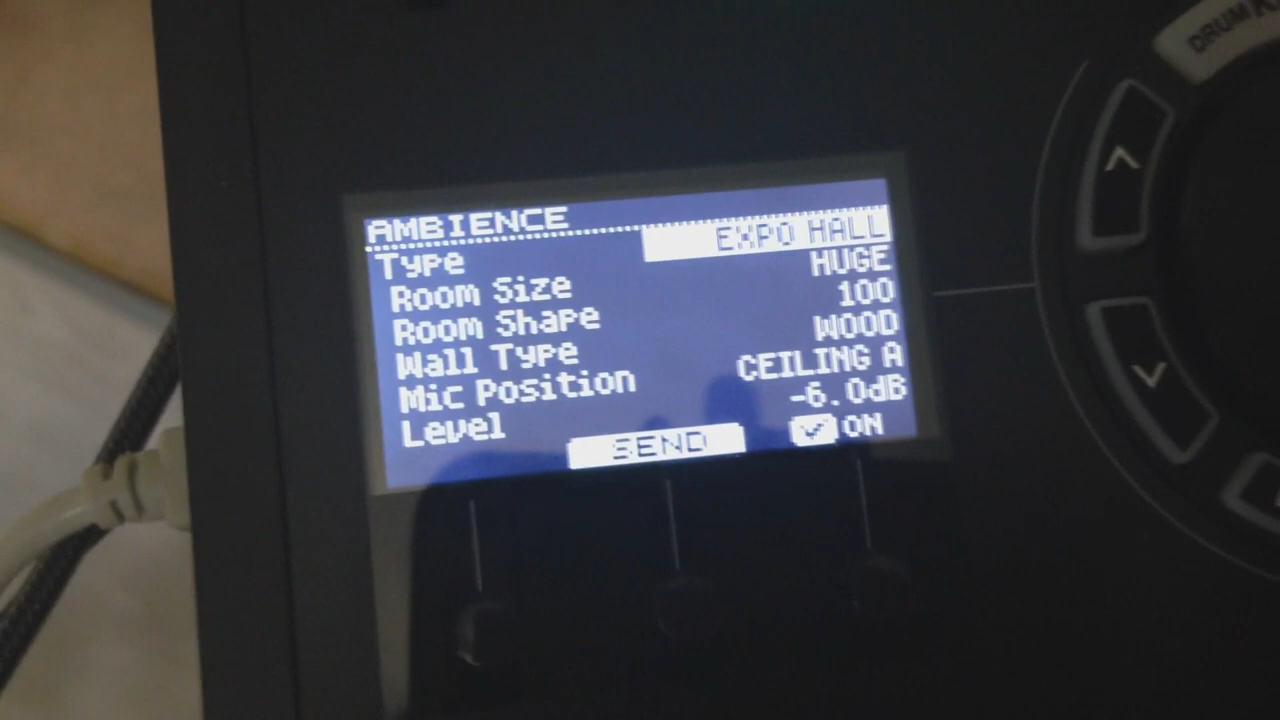 DRUM
AMBIENCE
Type EXPO HALL
Room Size HUGE
Room Shape 100
Wall Type WOOD
Mic Position CEILING A
Level -6.0dB
SEND ON